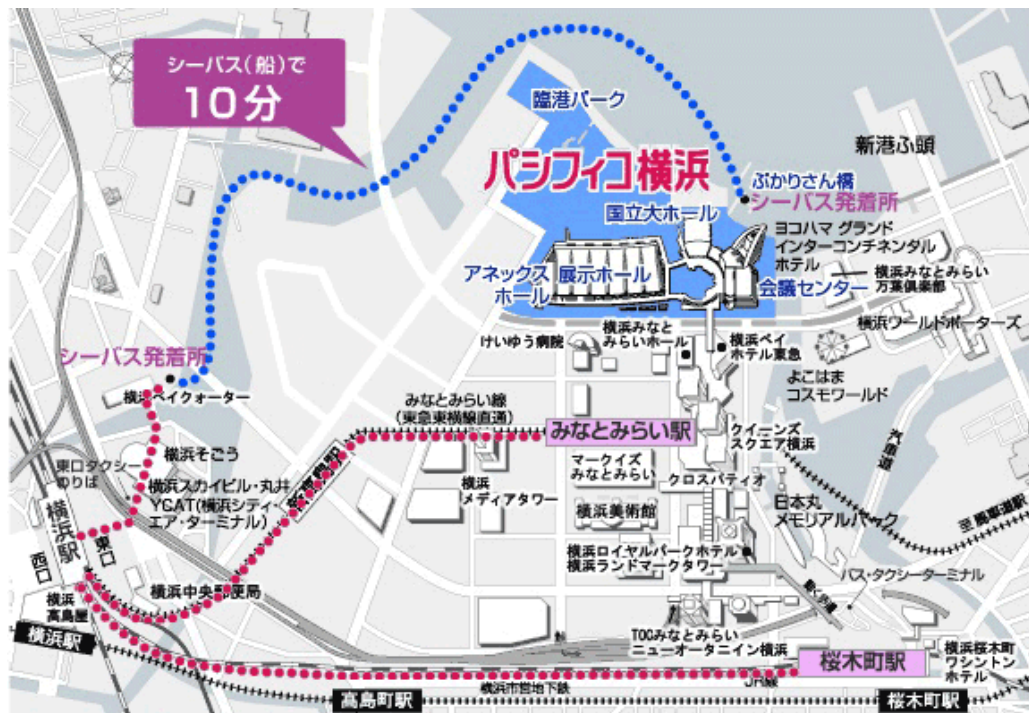 シーバス(船)で
10分
臨港パーク
新港ふ頭
パシフィコ横浜
ぷかりさん橋
シーバス発着所
国立大ホール
ヨコハマ グランド
インターコンチネンタル
ホテル
アネックス
ホール
展示ホール
会議センター
横浜みなとみらい
万葉倶楽部
横浜ワールドポーターズ
けいゆう病院
横浜みなと
みらいホール
横浜ベイ
ホテル東急
よこはま
コスモワールド
シーバス発着所
横浜ベイクォーター
みなとみらい線
(東急東横線直通)
みなとみらい駅
クイーンズ
スクエア横浜
汽車道
東口タクシー
のりば
横浜そごう
横浜スカイビル・丸井
YCAT(横浜シティ・
エア・ターミナル)
新高島駅
横浜
メディアタワー
マークイズ
みなとみらい
クロスパティオ
横浜美術館
日本丸
メモリアルパーク
至 馬車道駅
横浜駅
西口
東口
横浜ロイヤルパークホテル
横浜ランドマークタワー
動く歩道
バス・タクシーターミナル
横浜中央郵便局
横浜
高島屋
横浜駅
TOCみなとみらい
ニューオータニイン横浜
桜木町駅
横浜桜木町
ワシントン
ホテル
JR線
横浜市営地下鉄
高島町駅
桜木町駅